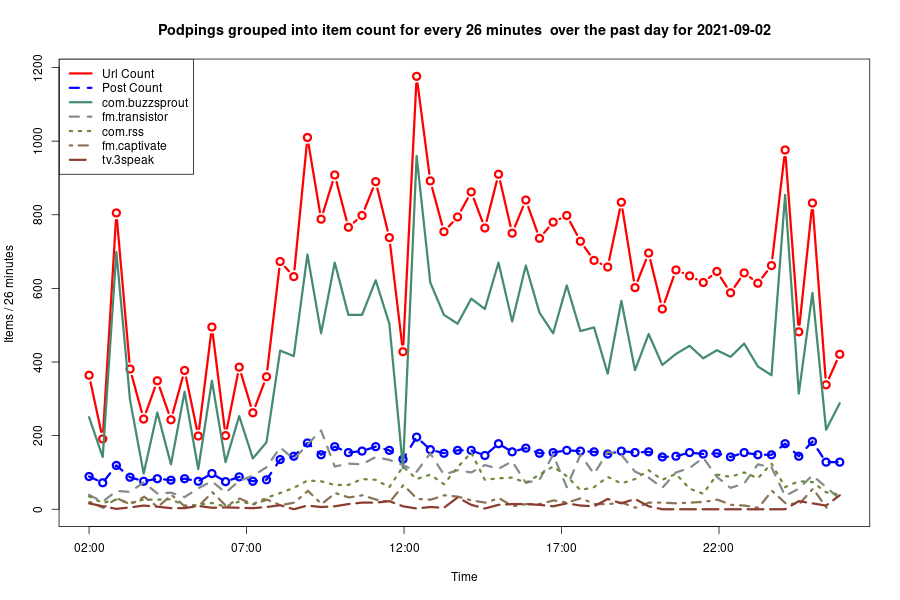 Podpings grouped into item count for every 26 minutes  over the past day for 2021-09-02
Url Count
Post Count
com.buzzsprout
fm.transistor
com.rss
fm.captivate
tv.3speak
Items / 26 minutes
1200
1000
800
600
400
200
0
02:00
07:00
12:00
17:00
22:00
Time